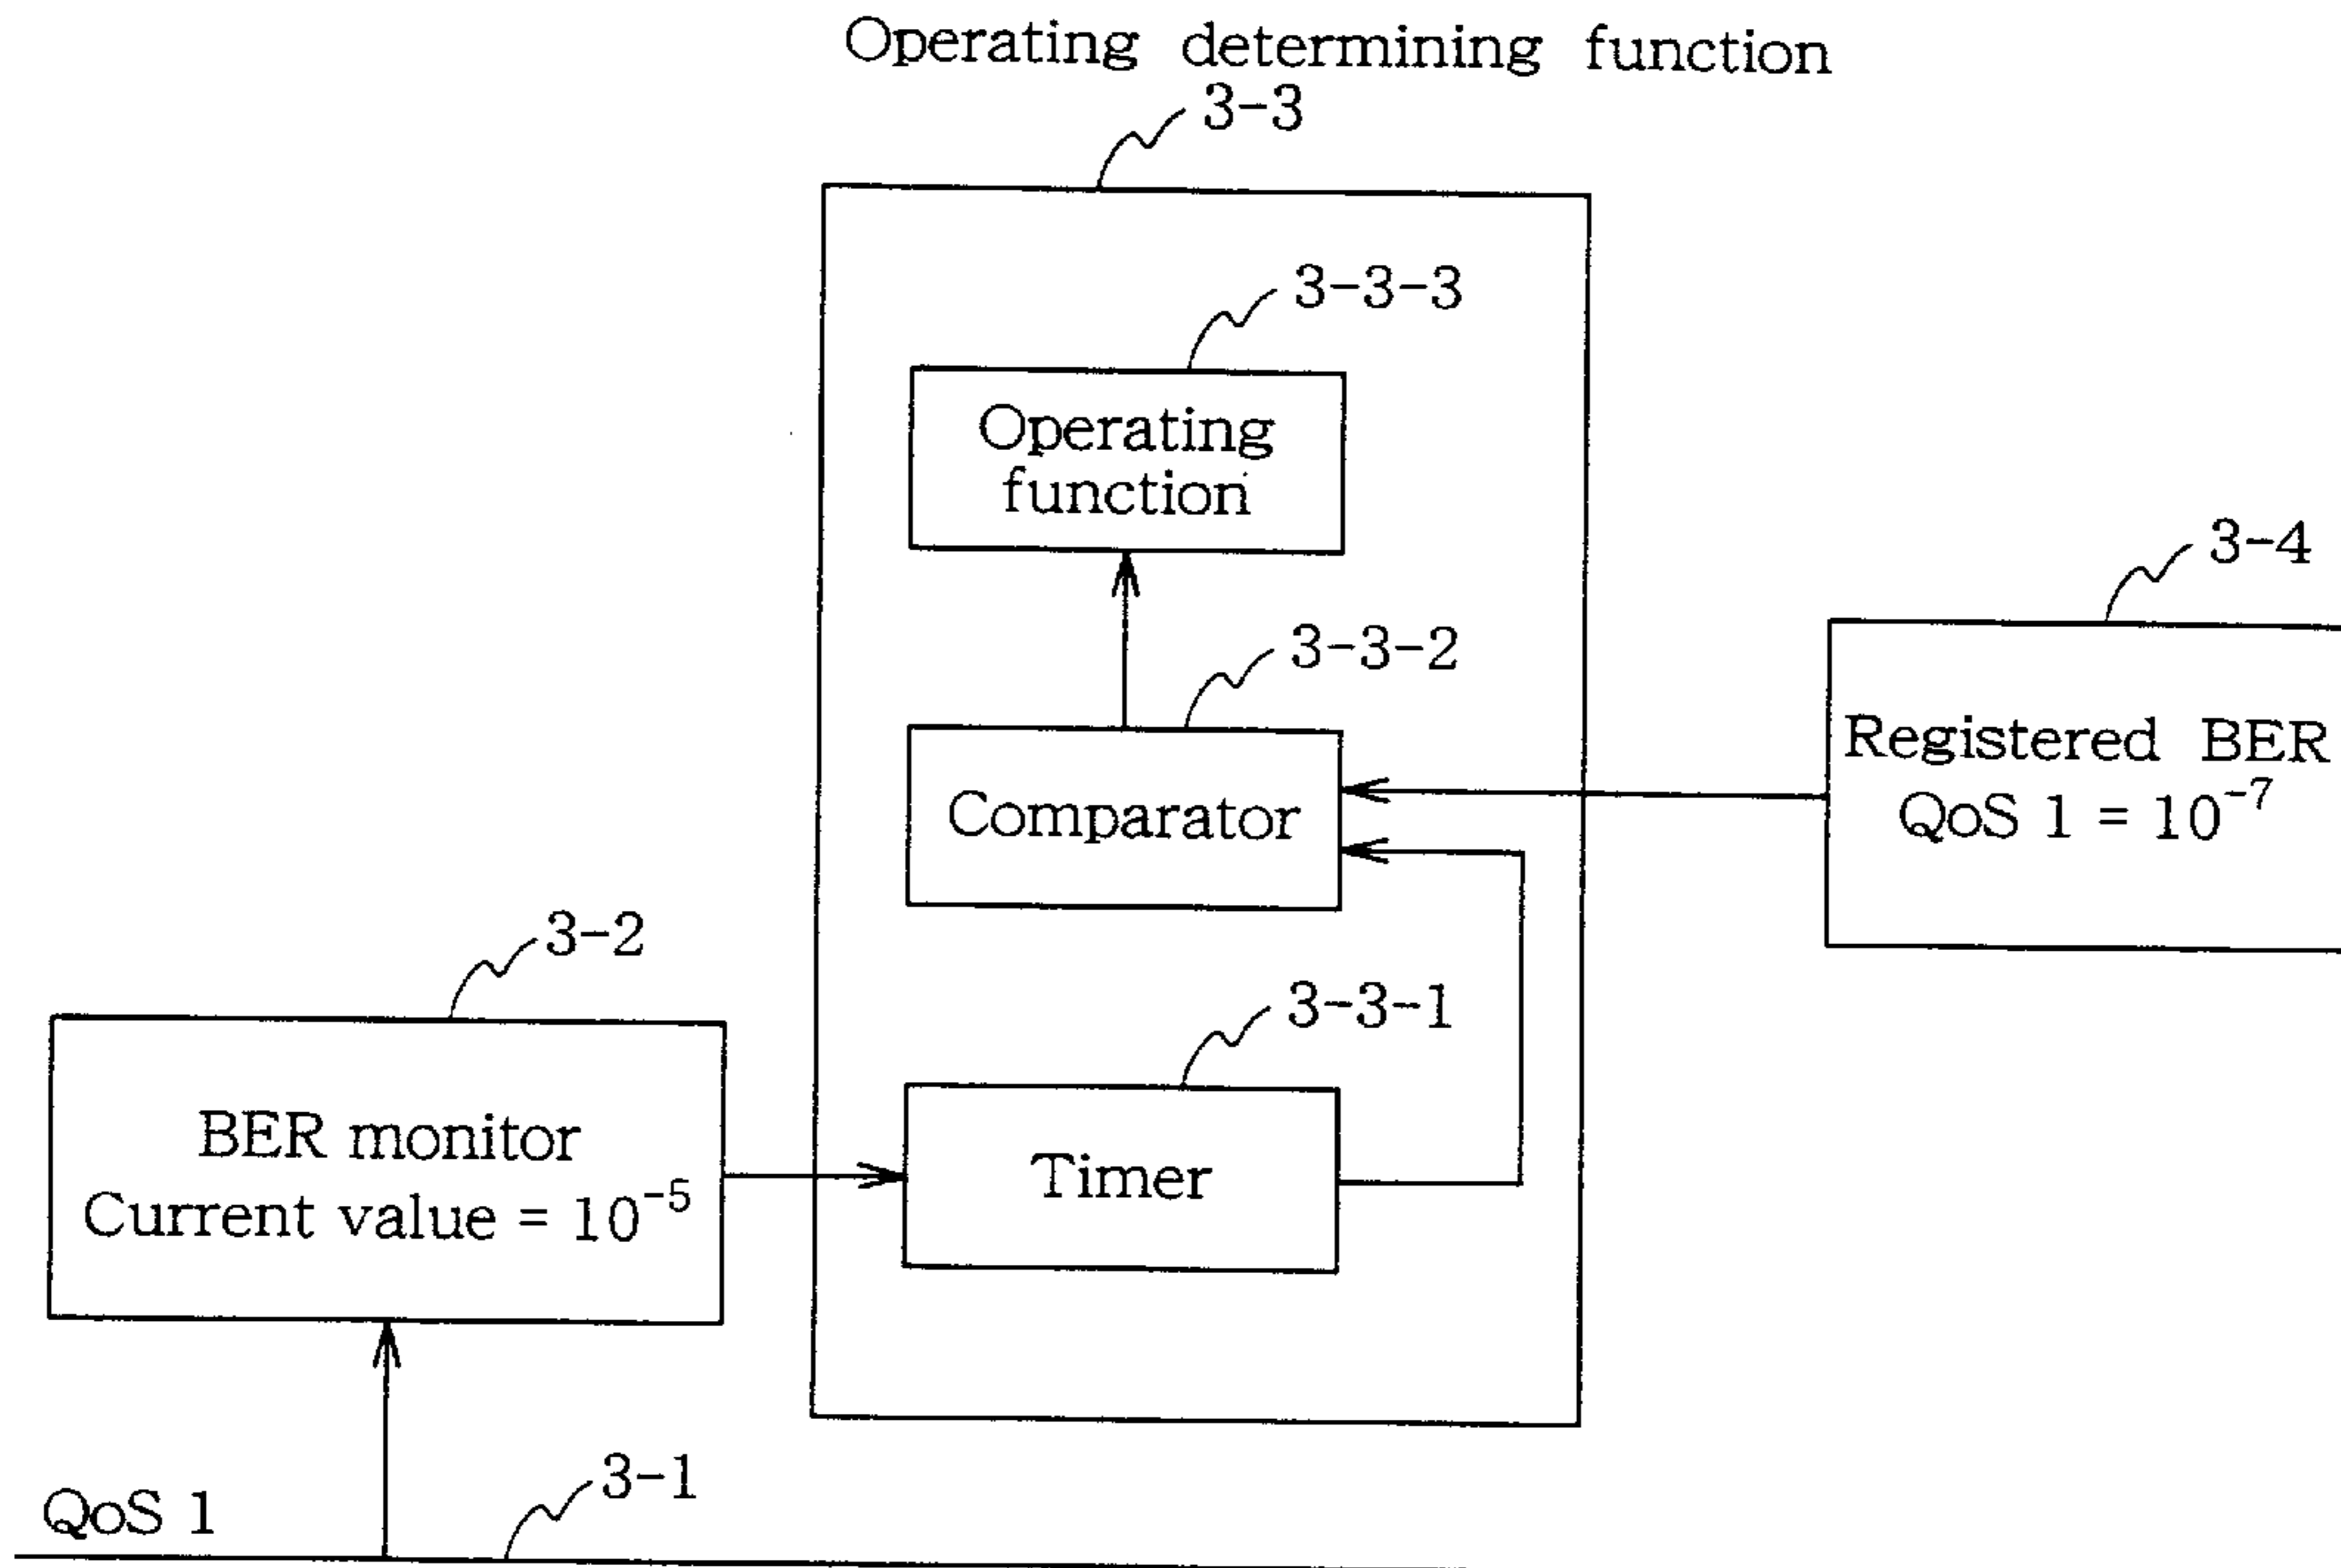 Operating determining function
3-3
3-3-3
Operating
function
3-4
3-3-2
Registered BER
QoS 1 = 10⁻⁷
Comparator
3-2
3-3-1
BER monitor
Current value = 10⁻⁵
Timer
3-1
QoS 1